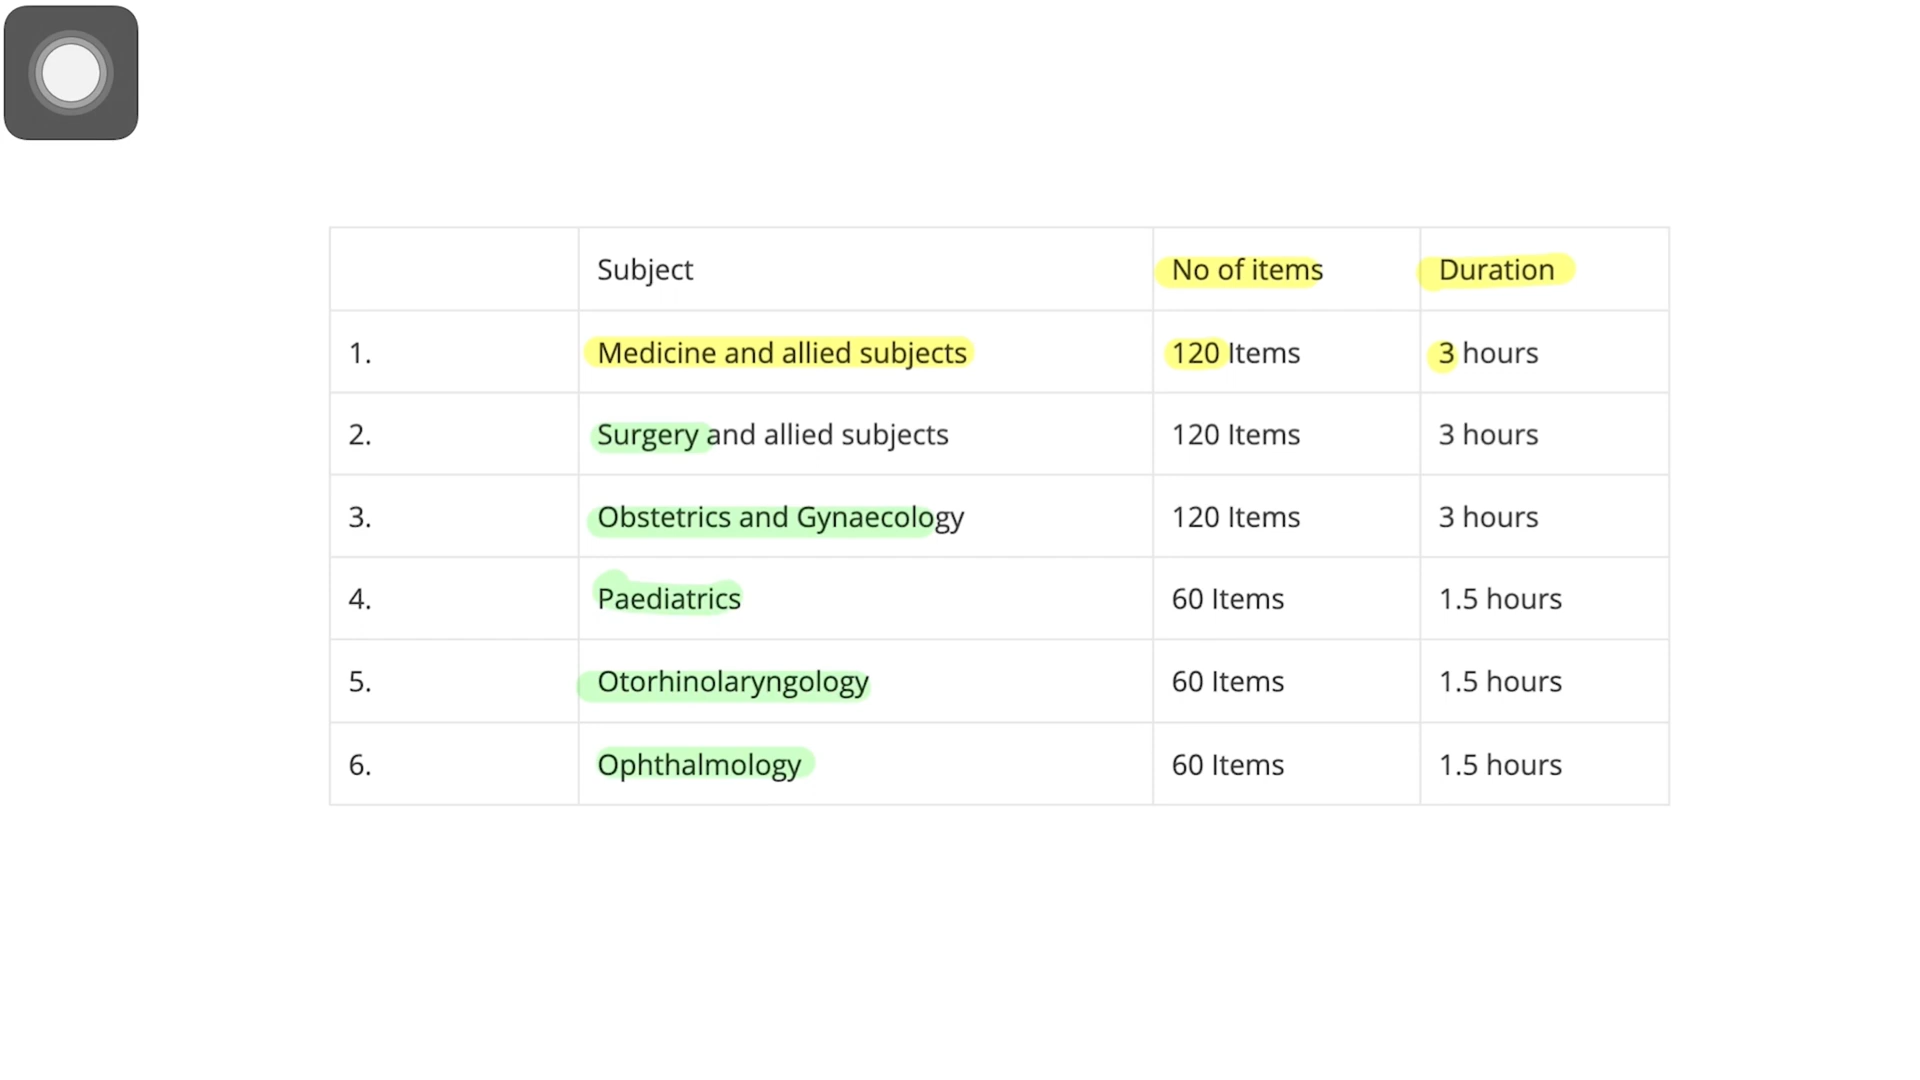 Subject No of items Duration
1. Medicine and allied subjects 120 Items 3 hours
2. Surgery and allied subjects 120 Items 3 hours
3. Obstetrics and Gynaecology 120 Items 3 hours
4. Paediatrics 60 Items 1.5 hours
5. Otorhinolaryngology 60 Items 1.5 hours
6. Ophthalmology 60 Items 1.5 hours